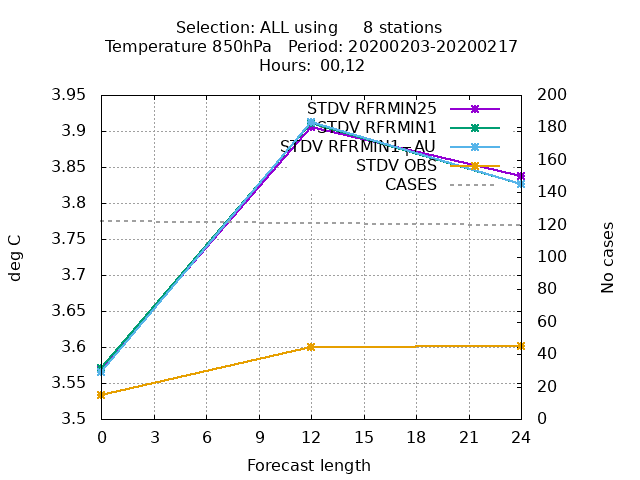 Selection: ALL using     8 stations
Temperature 850hPa   Period: 20200203-20200217
Hours:  00,12
STDV RFRMIN25
STDV RFRMIN1
STDV RFRMIN1-AU
STDV OBS
CASES
3.95
3.9
3.85
3.8
3.75
3.7
3.65
3.6
3.55
3.5
deg C
200
180
160
140
120
100
80
60
40
20
0
No cases
0 3 6 9 12 15 18 21 24
Forecast length